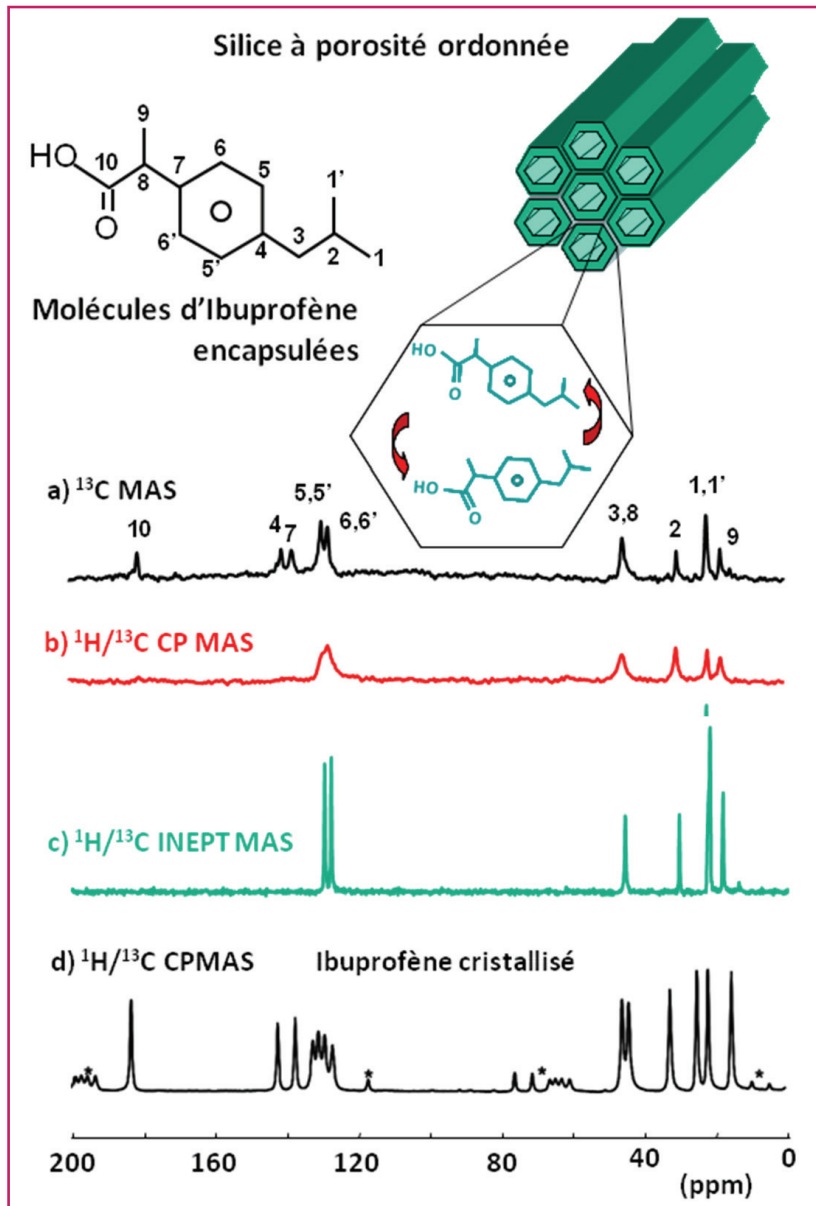 Silice à porosité ordonnée
9
HO
10
8
7
6
5
O
6'
5'
4
3
2
1'
1
Molécules d'Ibuprofène
encapsulées
HO
O
HO
O
a) ¹³C MAS
10
4
7
5,5'
6,6'
3,8
2
1,1'
9
b) ¹H/¹³C CP MAS
c) ¹H/¹³C INEPT MAS
d) ¹H/¹³C CPMAS
Ibuprofène cristallisé
* * * *
200 160 120 80 40 0
(ppm)